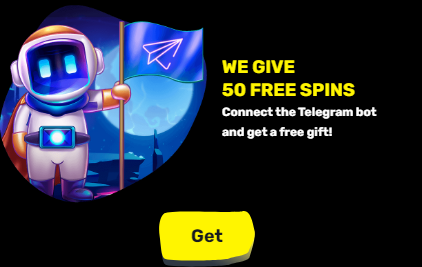 WE GIVE
50 FREE SPINS
Connect the Telegram bot
and get a free gift!
Get